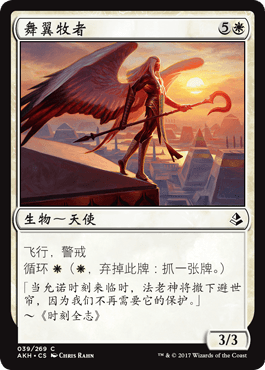 舞翼牧者 5
生物～天使
飞行，警戒
循环（，弃掉此牌：抓一张牌。）
「当允诺时刻来临时，法老神将撤下避世
帘，因为我们不再需要它的保护。」
～《时刻全志》
3/3
039/269 C
AKH • CS Chris Rahn
™ & © 2017 Wizards of the Coast